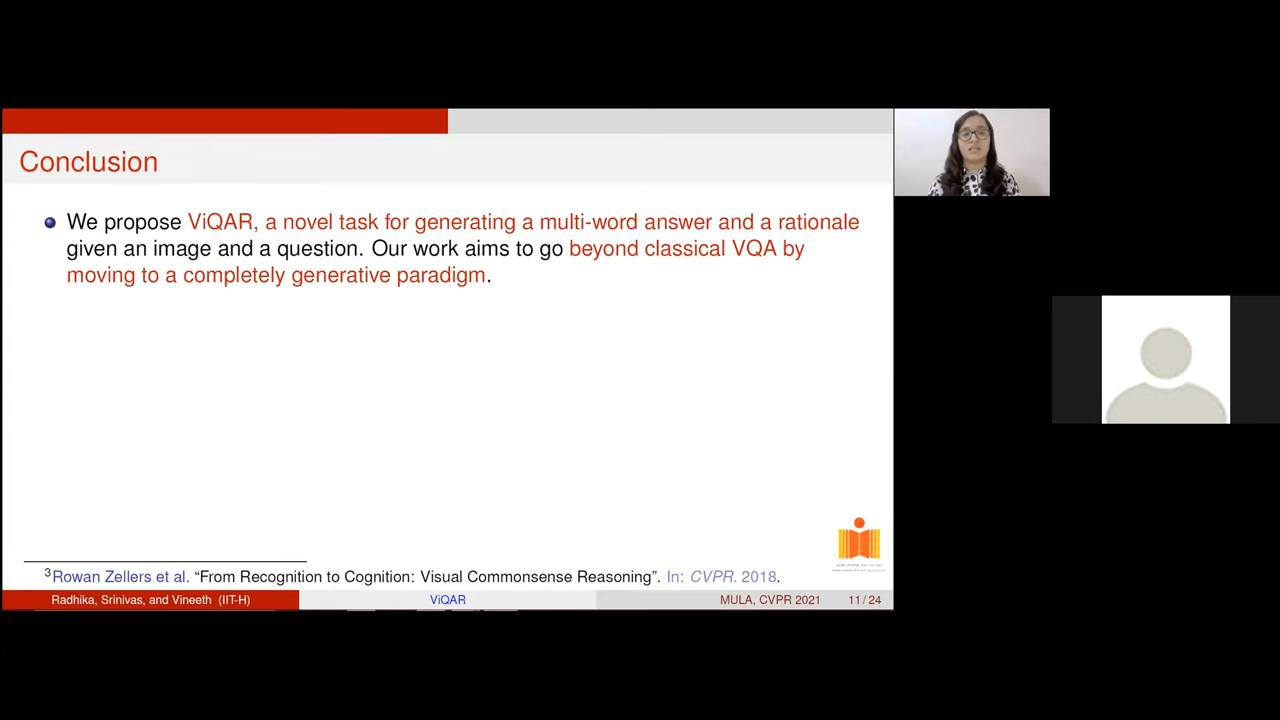 Conclusion
We propose ViQAR, a novel task for generating a multi-word answer and a rationale
given an image and a question. Our work aims to go beyond classical VQA by
moving to a completely generative paradigm.
3Rowan Zellers et al. “From Recognition to Cognition: Visual Commonsense Reasoning”. In: CVPR. 2018.
Radhika, Srinivas, and Vineeth (IIT-H) ViQAR MULA, CVPR 2021 11 / 24